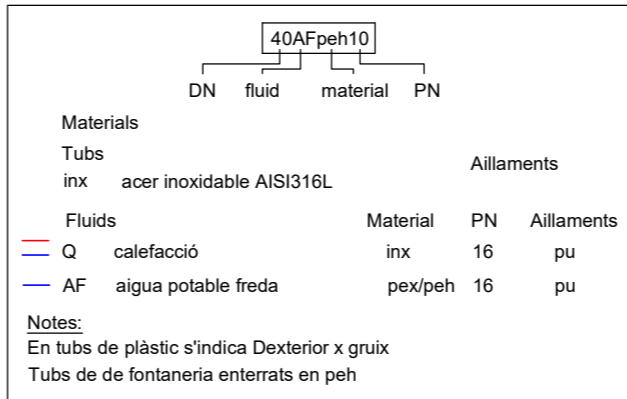 40AFpeh10
DN fluid material PN
Materials
Tubs
Aillaments
inx acer inoxidable AISI316L
Fluids Material PN Aillaments
Q calefacció inx 16 pu
AF aigua potable freda pex/peh 16 pu
Notes:
En tubs de plàstic s'indica Dexterior x gruix
Tubs de de fontaneria enterrats en peh